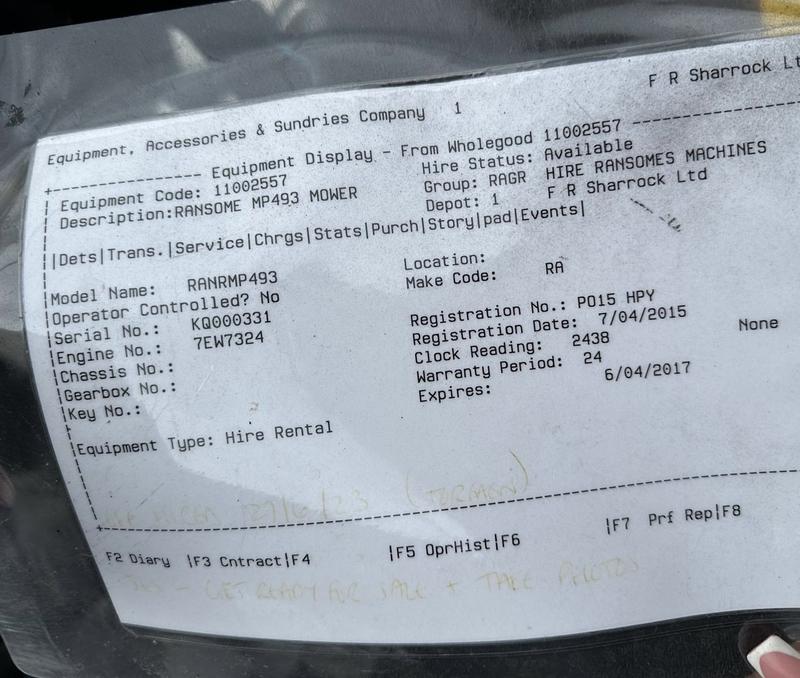 Equipment, Accessories & Sundries Company 1 F R Sharrock Lt
Equipment Display - From Wholegood 11002557
Equipment Code: 11002557 Hire Status: Available
Description:RANSOME MP493 MOWER Group: RAGR HIRE RANSOMES MACHINES
Depot: 1 F R Sharrock Ltd
|Dets|Trans.|Service|Chrgs|Stats|Purch|Story|pad|Events|
Model Name: RANRMP493 Location:
Operator Controlled? No Make Code: RA
Serial No.: KQ000331 Registration No.: PO15 HPY
Engine No.: 7EW7324 Registration Date: 7/04/2015
Chassis No.: Clock Reading: 2438 None
Gearbox No.: Warranty Period: 24
Key No.: Expires: 6/04/2017
Equipment Type: Hire Rental
27/6/23
F2 Diary |F3 Cntract|F4 |F5 OprHist|F6 |F7 Prf Rep|F8
- GET READY FOR SALE + TAKE PHOTOS